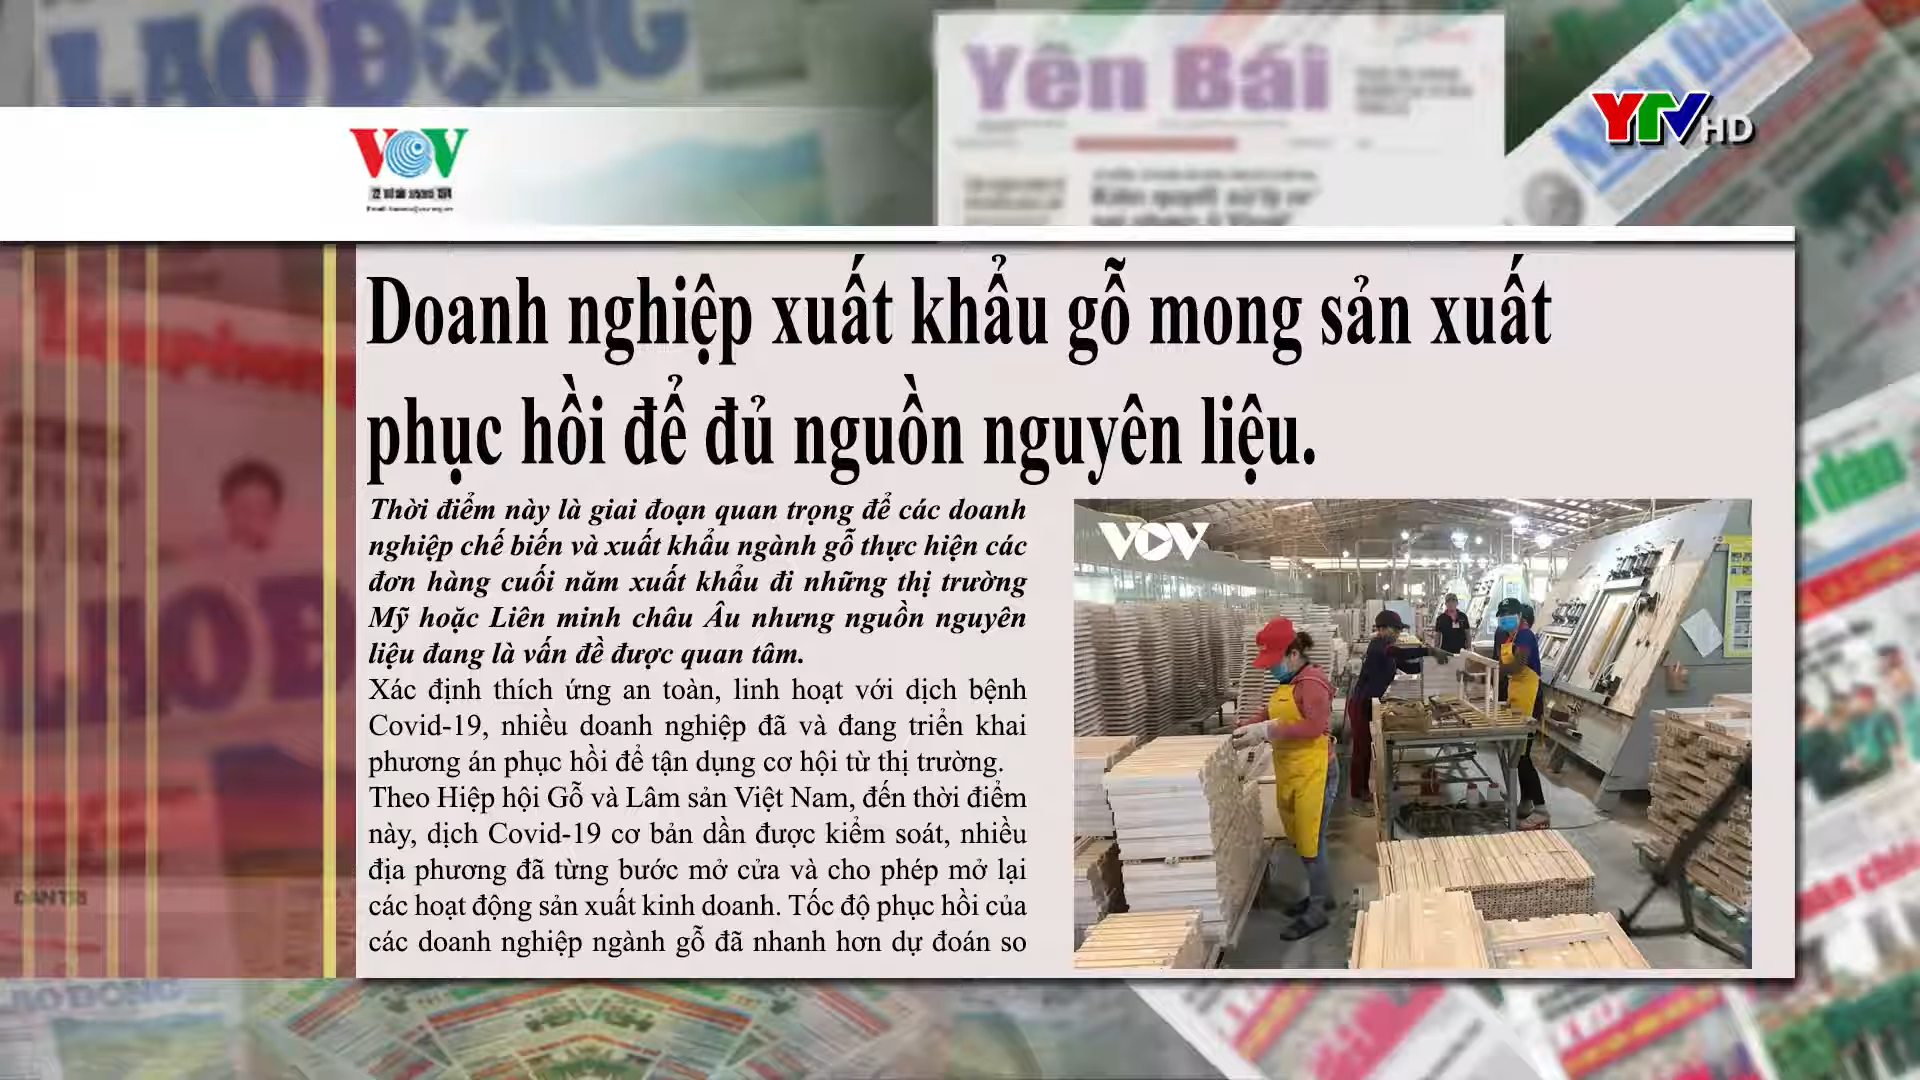 LAO ĐỘNG
Yên Bái
Nhân Dân
YTV HD
VOV
Doanh nghiệp xuất khẩu gỗ mong sản xuất
phục hồi để đủ nguồn nguyên liệu.
Thời điểm này là giai đoạn quan trọng để các doanh
nghiệp chế biến và xuất khẩu ngành gỗ thực hiện các
đơn hàng cuối năm xuất khẩu đi những thị trường
Mỹ hoặc Liên minh châu Âu nhưng nguồn nguyên
liệu đang là vấn đề được quan tâm.
Xác định thích ứng an toàn, linh hoạt với dịch bệnh
Covid-19, nhiều doanh nghiệp đã và đang triển khai
phương án phục hồi để tận dụng cơ hội từ thị trường.
Theo Hiệp hội Gỗ và Lâm sản Việt Nam, đến thời điểm
này, dịch Covid-19 cơ bản dần được kiểm soát, nhiều
địa phương đã từng bước mở cửa và cho phép mở lại
các hoạt động sản xuất kinh doanh. Tốc độ phục hồi của
các doanh nghiệp ngành gỗ đã nhanh hơn dự đoán so
VOV
DANTRI
LAO ĐỘNG